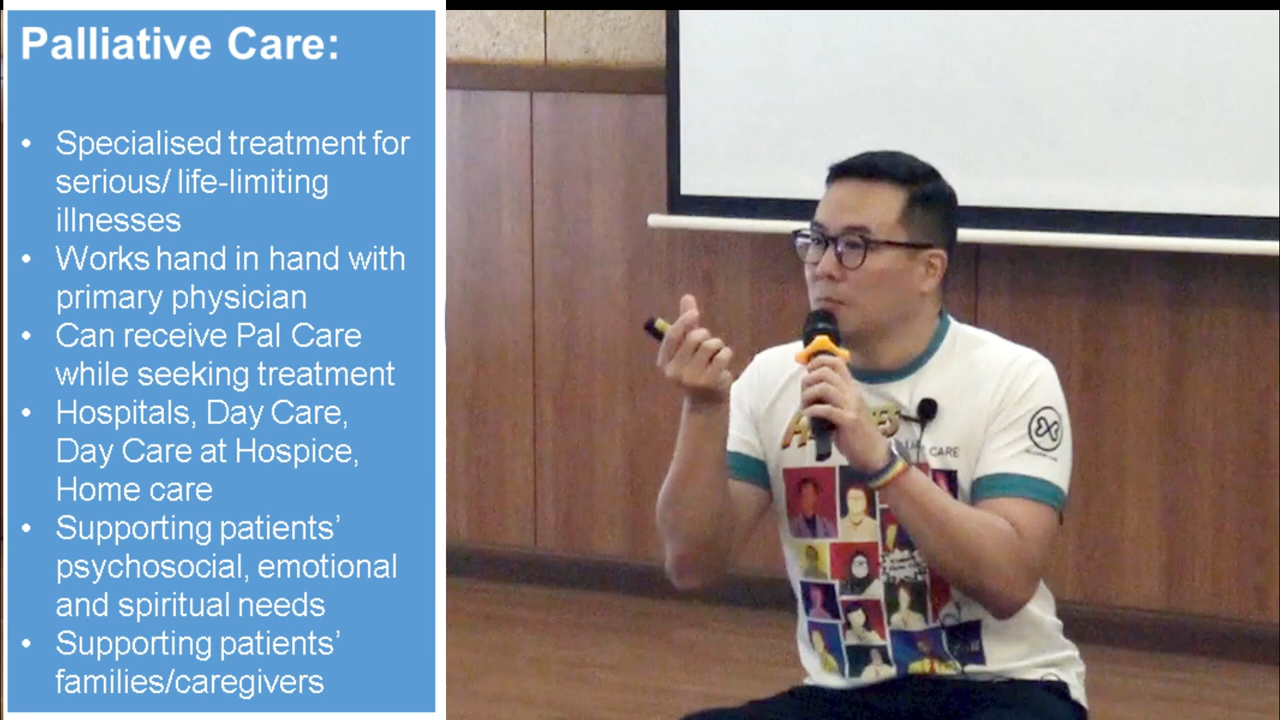 Palliative Care:
• Specialised treatment for
serious/ life-limiting
illnesses
• Works hand in hand with
primary physician
• Can receive Pal Care
while seeking treatment
• Hospitals, Day Care,
Day Care at Hospice,
Home care
• Supporting patients’
psychosocial, emotional
and spiritual needs
• Supporting patients’
families/caregivers
CARE